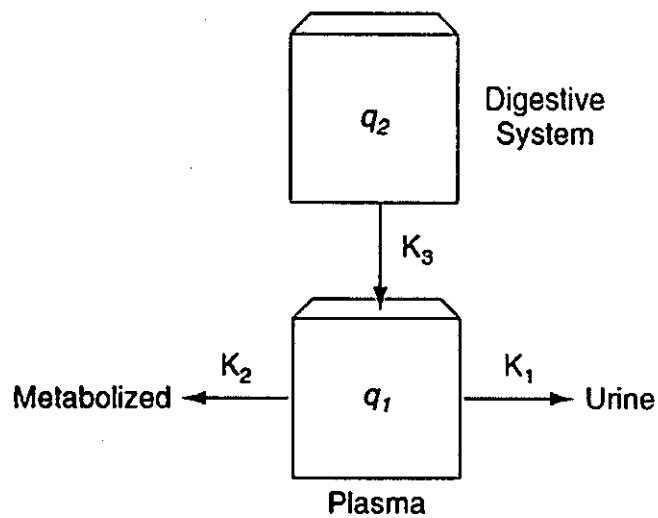 q₂
Digestive
System
K₃
K₂
K₁
Metabolized
q₁
Urine
Plasma